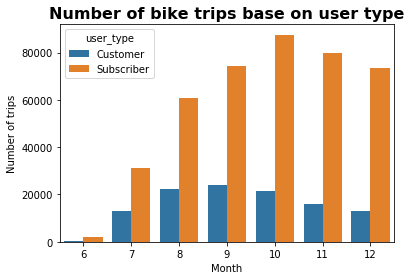 Number of bike trips base on user type
user_type
Customer
Subscriber
80000
60000
40000
20000
0
Number of trips
6 7 8 9 10 11 12
Month